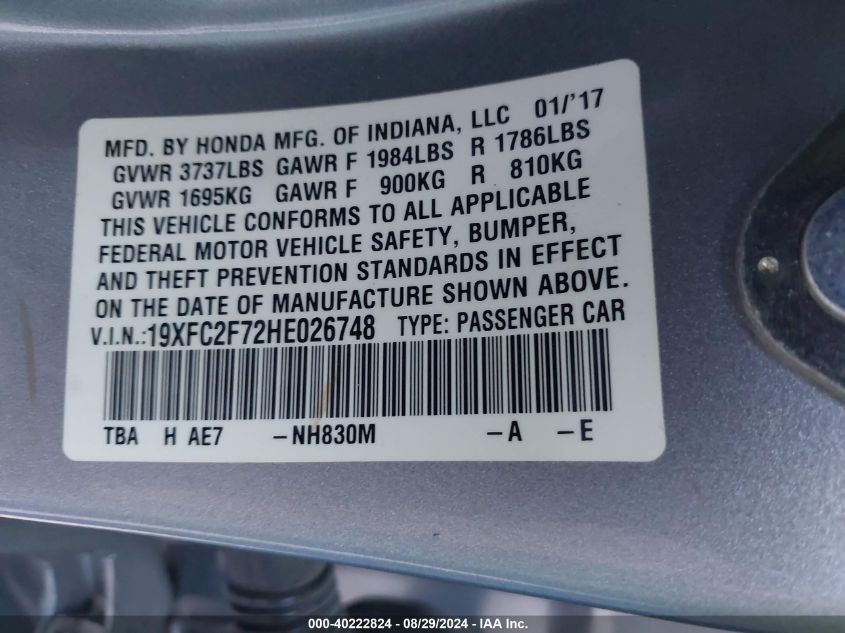 MFD. BY HONDA MFG. OF INDIANA, LLC 01/'17
GVWR 3737LBS GAWR F 1984LBS R 1786LBS
GVWR 1695KG GAWR F 900KG R 810KG
THIS VEHICLE CONFORMS TO ALL APPLICABLE
FEDERAL MOTOR VEHICLE SAFETY, BUMPER,
AND THEFT PREVENTION STANDARDS IN EFFECT
ON THE DATE OF MANUFACTURE SHOWN ABOVE.
V.I.N.:19XFC2F72HE026748 TYPE: PASSENGER CAR
TBA H AE7 –NH830M –A –E
000-40222824 - 08/29/2024 - IAA Inc.